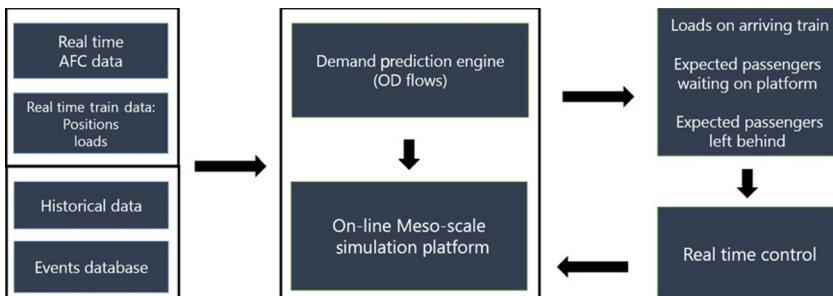 Real time
AFC data
Real time train data:
Positions
loads
Historical data
Events database
Demand prediction engine
(OD flows)
On-line Meso-scale
simulation platform
Loads on arriving train
Expected passengers
waiting on platform
Expected passengers
left behind
Real time control